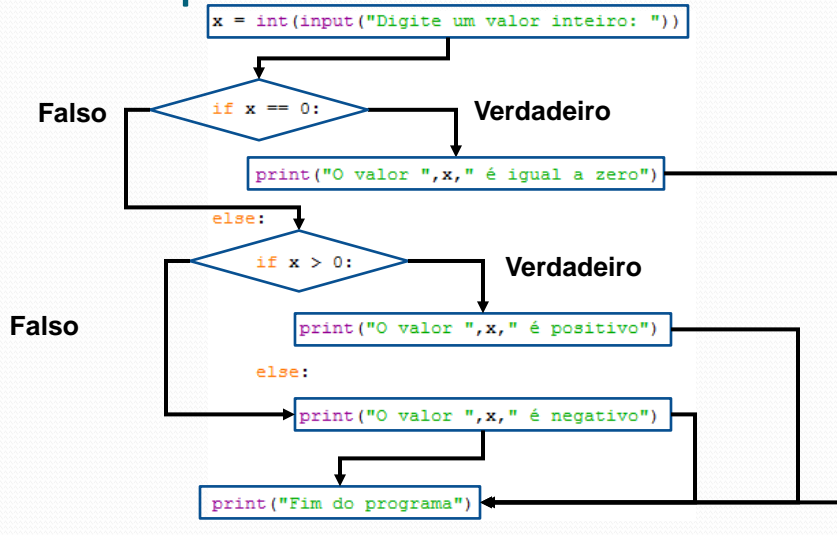 x = int(input("Digite um valor inteiro: "))
Falso
if x == 0:
Verdadeiro
print("O valor ",x," é igual a zero")
else:
if x > 0:
Verdadeiro
Falso
print("O valor ",x," é positivo")
else:
print("O valor ",x," é negativo")
print("Fim do programa")